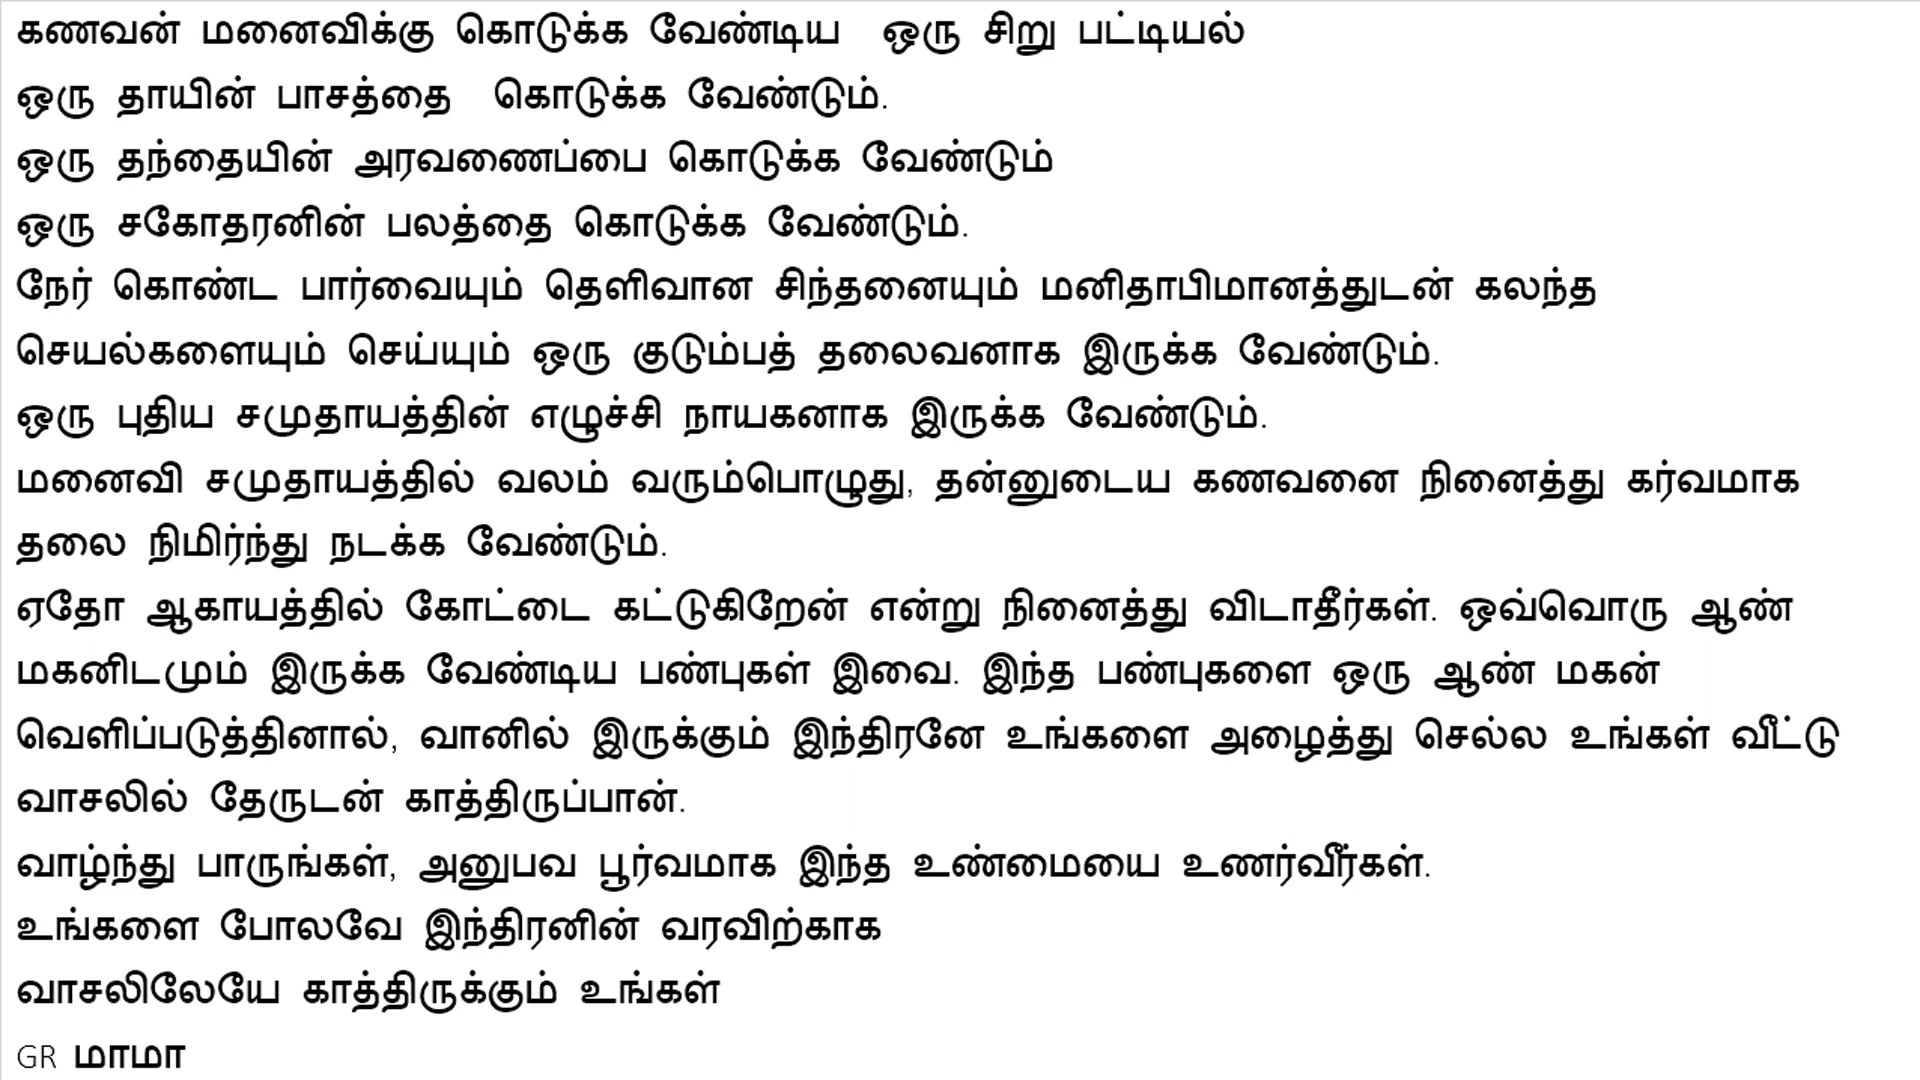 கணவன் மனைவிக்கு கொடுக்க வேண்டிய ஒரு சிறு பட்டியல்
ஒரு தாயின் பாசத்தை கொடுக்க வேண்டும்.
ஒரு தந்தையின் அரவணைப்பை கொடுக்க வேண்டும்
ஒரு சகோதரனின் பலத்தை கொடுக்க வேண்டும்.
நேர் கொண்ட பார்வையும் தெளிவான சிந்தனையும் மனிதாபிமானத்துடன் கலந்த
செயல்களையும் செய்யும் ஒரு குடும்பத் தலைவனாக இருக்க வேண்டும்.
ஒரு புதிய சமுதாயத்தின் எழுச்சி நாயகனாக இருக்க வேண்டும்.
மனைவி சமுதாயத்தில் வலம் வரும்பொழுது, தன்னுடைய கணவனை நினைத்து கர்வமாக
தலை நிமிர்ந்து நடக்க வேண்டும்.
ஏதோ ஆகாயத்தில் கோட்டை கட்டுகிறேன் என்று நினைத்து விடாதீர்கள். ஒவ்வொரு ஆண்
மகனிடமும் இருக்க வேண்டிய பண்புகள் இவை. இந்த பண்புகளை ஒரு ஆண் மகன்
வெளிப்படுத்தினால், வானில் இருக்கும் இந்திரனே உங்களை அழைத்து செல்ல உங்கள் வீட்டு
வாசலில் தேருடன் காத்திருப்பான்.
வாழ்ந்து பாருங்கள், அனுபவ பூர்வமாக இந்த உண்மையை உணர்வீர்கள்.
உங்களை போலவே இந்திரனின் வரவிற்காக
வாசலிலேயே காத்திருக்கும் உங்கள்
GR மாமா